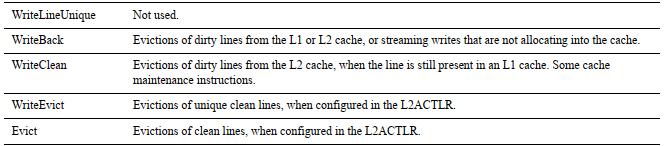 WriteLineUnique Not used.
WriteBack Evictions of dirty lines from the L1 or L2 cache, or streaming writes that are not allocating into the cache.
WriteClean Evictions of dirty lines from the L2 cache, when the line is still present in an L1 cache. Some cache
maintenance instructions.
WriteEvict Evictions of unique clean lines, when configured in the L2ACTLR.
Evict Evictions of clean lines, when configured in the L2ACTLR.